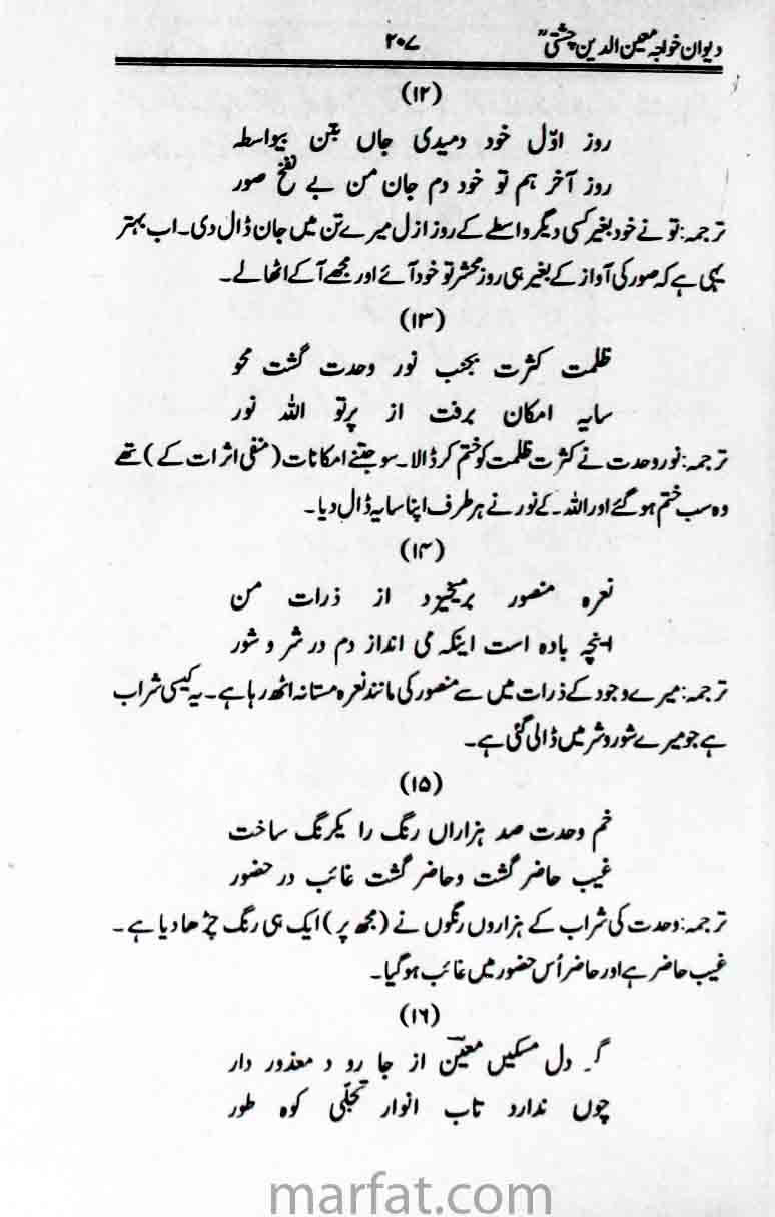 دیوان خواجہ معین الدین چشتیؒ ۲۰۷
(۱۲)
روز اوّل خود دمیدی جاں بتن بیواسطہ
روز آخر ہم تو خود دم جان من بے نفخ صور
ترجمہ: تو نے خود بغیر کسی دیگر واسطے کے روز ازل میرے تن میں جان ڈال دی۔ اب بہتر
یہی ہے کہ صور کی آواز کے بغیر ہی روز محشر تو خود آئے اور مجھے آ کے اٹھا لے۔
(۱۳)
ظلمت کثرت بجنب نور وحدت گشت محو
سایہ امکان برفت از پرتو اللہ نور
ترجمہ: نور وحدت نے کثرت ظلمت کو ختم کر ڈالا۔ سو جتنے امکانات (منفی اثرات کے) تھے
وہ سب ختم ہو گئے اور اللہ۔ کے نور نے ہر طرف اپنا سایہ ڈال دیا۔
(۱۴)
نعرہ منصور برمیخیزد از ذرات من
اینچہ بادہ است اینکہ می انداز دم در شر و شور
ترجمہ: میرے وجود کے ذرات میں سے منصور کی مانند نعرہ مستانہ اٹھ رہا ہے۔ یہ کیسی شراب
ہے جو میرے شور و شر میں ڈالی گئی ہے۔
(۱۵)
خم وحدت صد ہزاراں رنگ را یکرنگ ساخت
غیب حاضر گشت وحاضر گشت غائب در حضور
ترجمہ: وحدت کی شراب کے ہزاروں رنگوں نے (مجھ پر) ایک ہی رنگ چڑھا دیا ہے۔
غیب حاضر ہے اور حاضر اُس حضور میں غائب ہو گیا۔
(۱۶)
گر دل مسکیں معینؔ از جا رو د معذور دار
چوں ندارد تاب انوار تجلّی کوہ طور
marfat.com